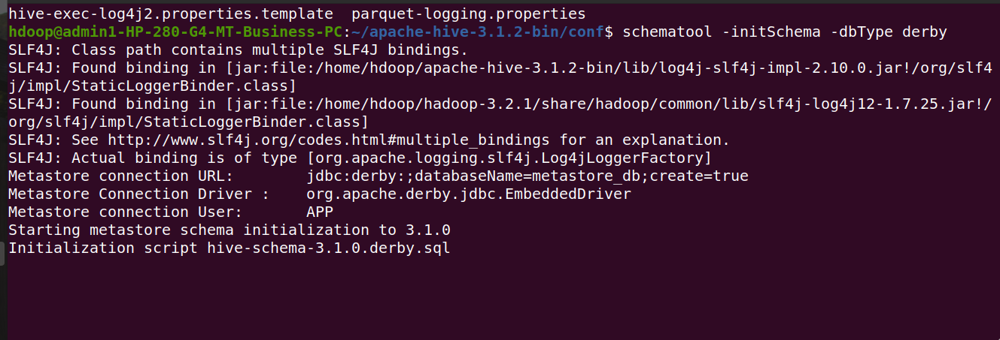 hive-exec-log4j2.properties.template  parquet-logging.properties
hdoop@admin1-HP-280-G4-MT-Business-PC:~/apache-hive-3.1.2-bin/conf$ schematool -initSchema -dbType derby
SLF4J: Class path contains multiple SLF4J bindings.
SLF4J: Found binding in [jar:file:/home/hdoop/apache-hive-3.1.2-bin/lib/log4j-slf4j-impl-2.10.0.jar!/org/slf4
j/impl/StaticLoggerBinder.class]
SLF4J: Found binding in [jar:file:/home/hdoop/hadoop-3.2.1/share/hadoop/common/lib/slf4j-log4j12-1.7.25.jar!/
org/slf4j/impl/StaticLoggerBinder.class]
SLF4J: See http://www.slf4j.org/codes.html#multiple_bindings for an explanation.
SLF4J: Actual binding is of type [org.apache.logging.slf4j.Log4jLoggerFactory]
Metastore connection URL:        jdbc:derby:;databaseName=metastore_db;create=true
Metastore Connection Driver :    org.apache.derby.jdbc.EmbeddedDriver
Metastore connection User:       APP
Starting metastore schema initialization to 3.1.0
Initialization script hive-schema-3.1.0.derby.sql